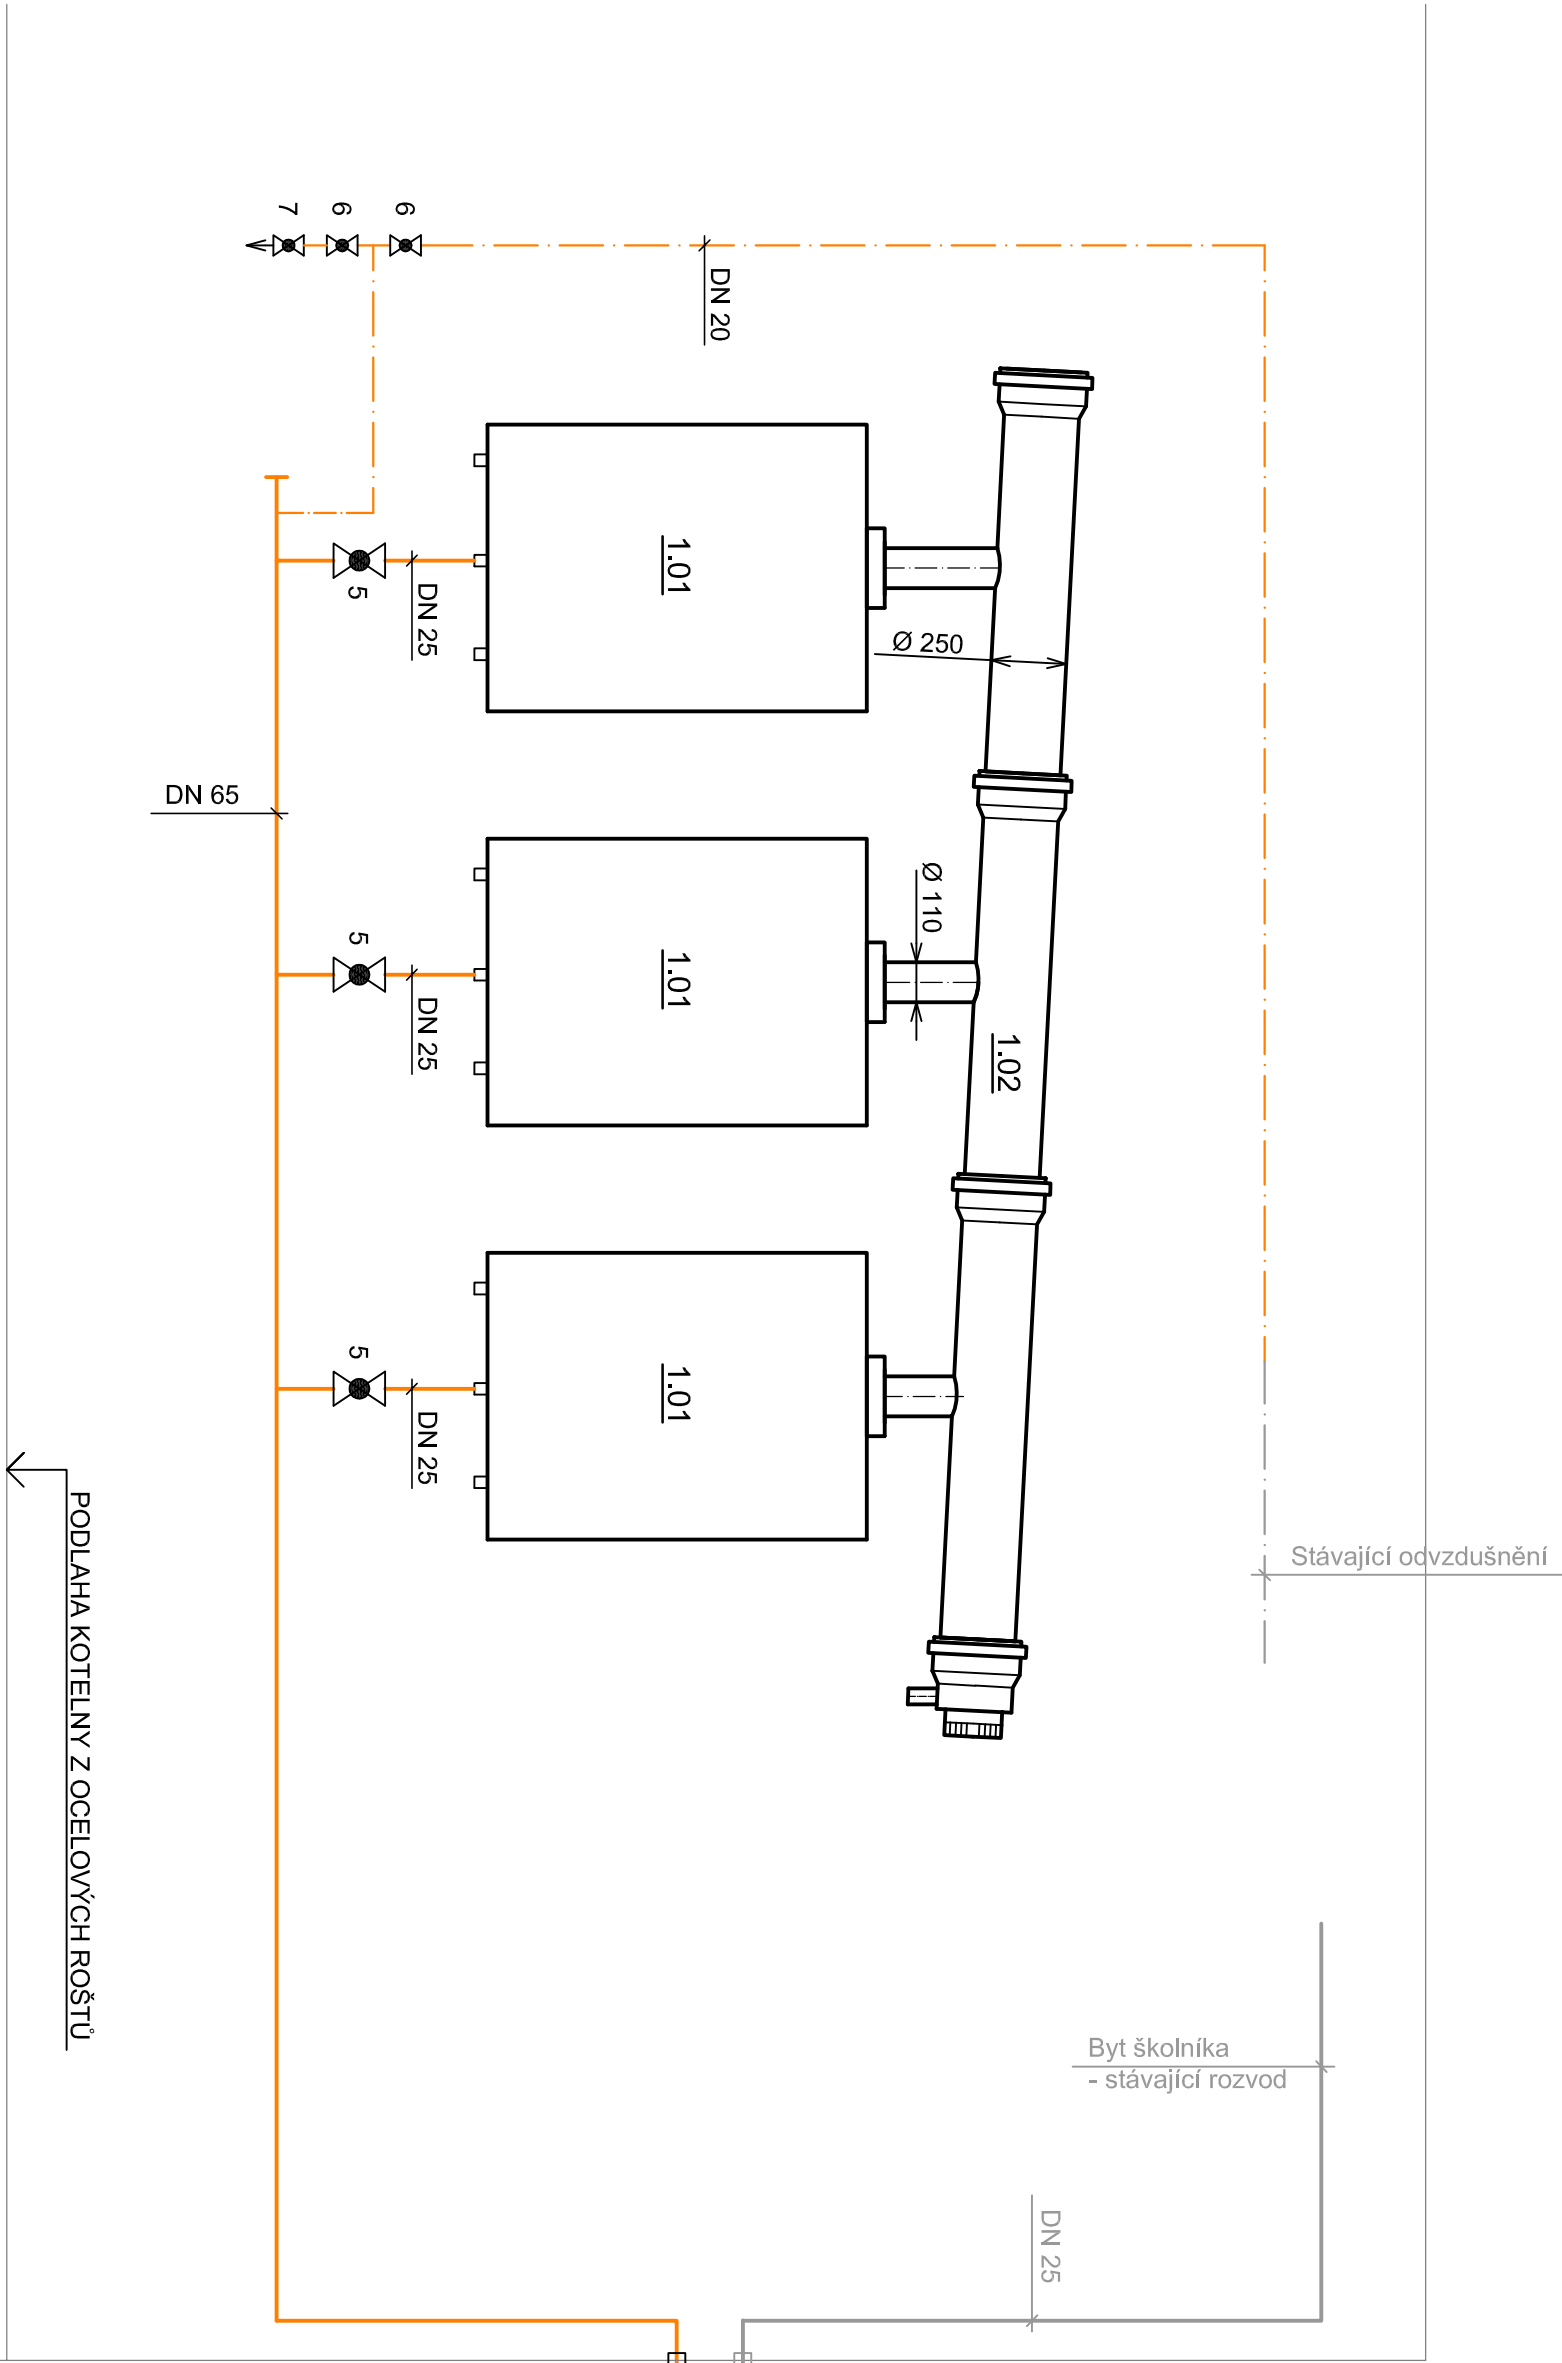 7
6
6
DN 20
1.01
5
DN 25
Ø 250
DN 65
Ø 110
1.01
5
DN 25
1.02
1.01
5
DN 25
PODLAHA KOTELNY Z OCELOVÝCH ROŠTŮ
Stávající odvzdušnění
Byt školníka
- stávající rozvod
DN 25